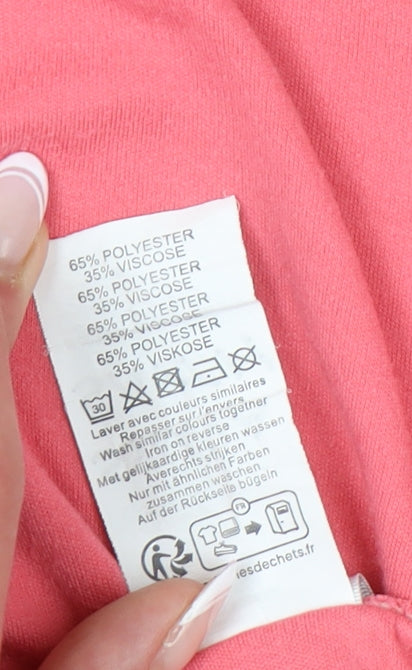 65% POLYESTER
35% VISCOSE
65% POLYESTER
35% VISCOSE
65% POLYESTER
35% VISCOSE
65% POLYESTER
35% VISKOSE
30
Laver avec couleurs similaires
Repasser sur l'envers
Wash similar colours together
Iron on reverse
Met gelijkaardige kleuren wassen
Averechts strijken
Nur mit ähnlichen Farben
zusammen waschen
Auf der Rückseite bügeln
FR
esdechets.fr